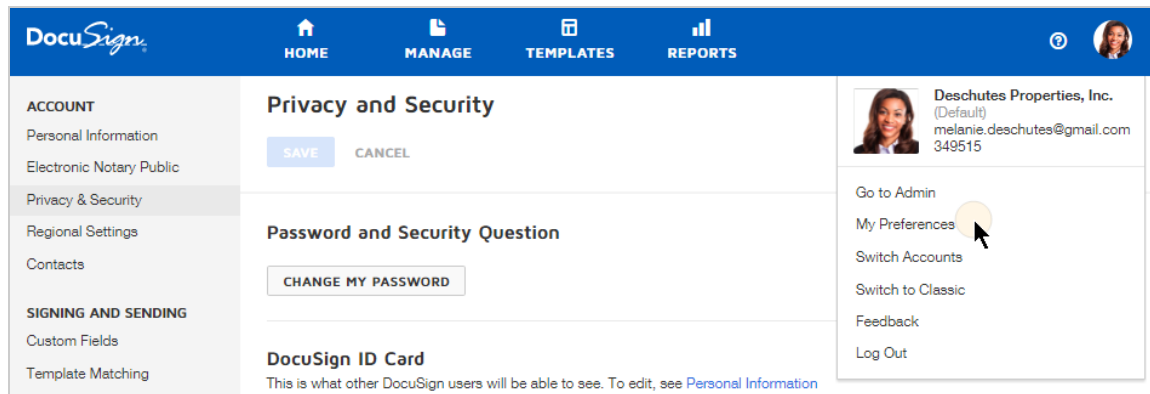 DocuSign
HOME
MANAGE
TEMPLATES
REPORTS
ACCOUNT
Personal Information
Electronic Notary Public
Privacy & Security
Regional Settings
Contacts
SIGNING AND SENDING
Custom Fields
Template Matching
Privacy and Security
SAVE CANCEL
Password and Security Question
CHANGE MY PASSWORD
DocuSign ID Card
This is what other DocuSign users will be able to see. To edit, see Personal Information
Deschutes Properties, Inc.
(Default)
melanie.deschutes@gmail.com
349515
Go to Admin
My Preferences
Switch Accounts
Switch to Classic
Feedback
Log Out